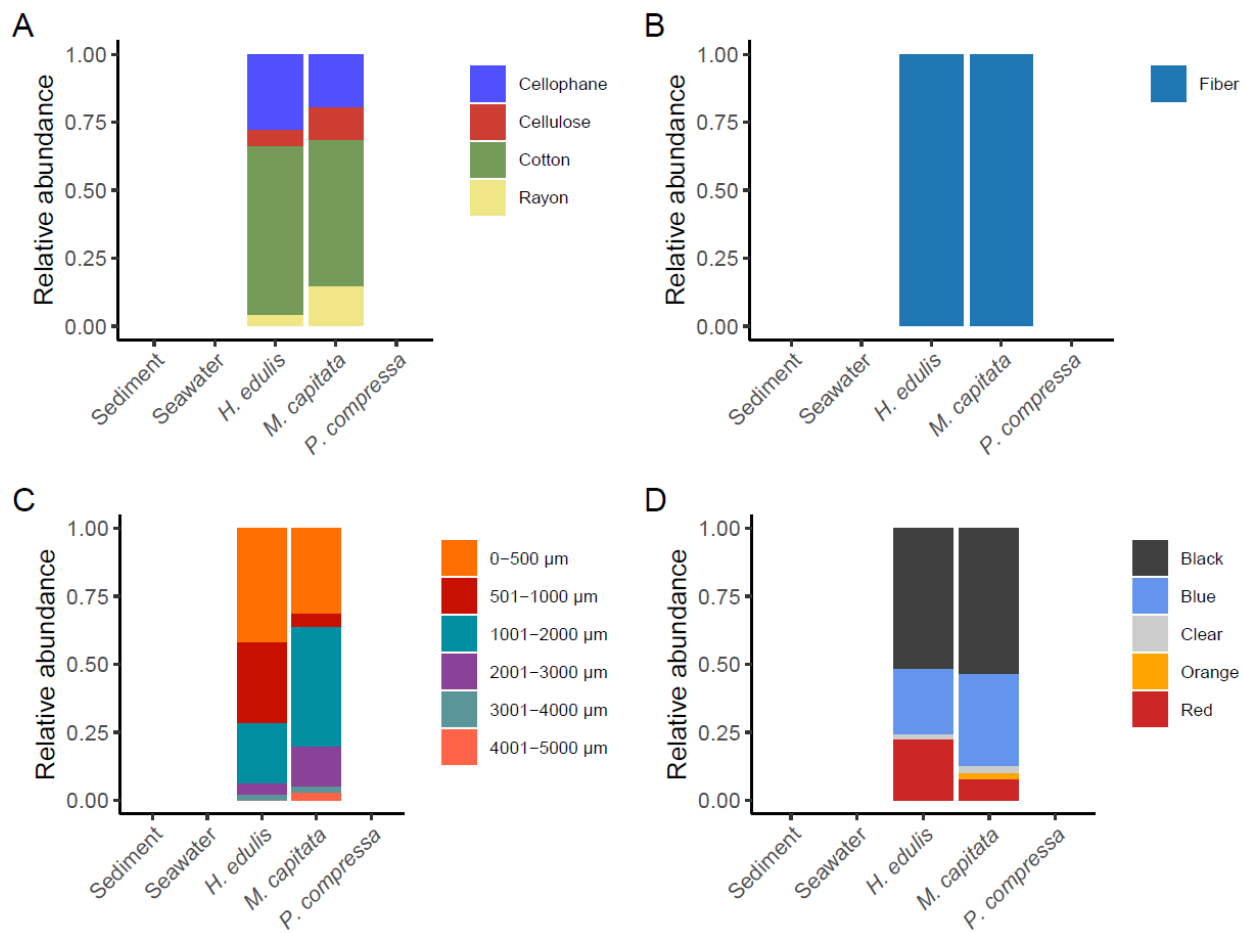 A
Relative abundance
1.00
0.75
0.50
0.25
0.00
Sediment
Seawater
H. edulis
M. capitata
P. compressa
Cellophane
Cellulose
Cotton
Rayon
B
Relative abundance
1.00
0.75
0.50
0.25
0.00
Sediment
Seawater
H. edulis
M. capitata
P. compressa
Fiber
C
Relative abundance
1.00
0.75
0.50
0.25
0.00
Sediment
Seawater
H. edulis
M. capitata
P. compressa
0−500 µm
501−1000 µm
1001−2000 µm
2001−3000 µm
3001−4000 µm
4001−5000 µm
D
Relative abundance
1.00
0.75
0.50
0.25
0.00
Sediment
Seawater
H. edulis
M. capitata
P. compressa
Black
Blue
Clear
Orange
Red